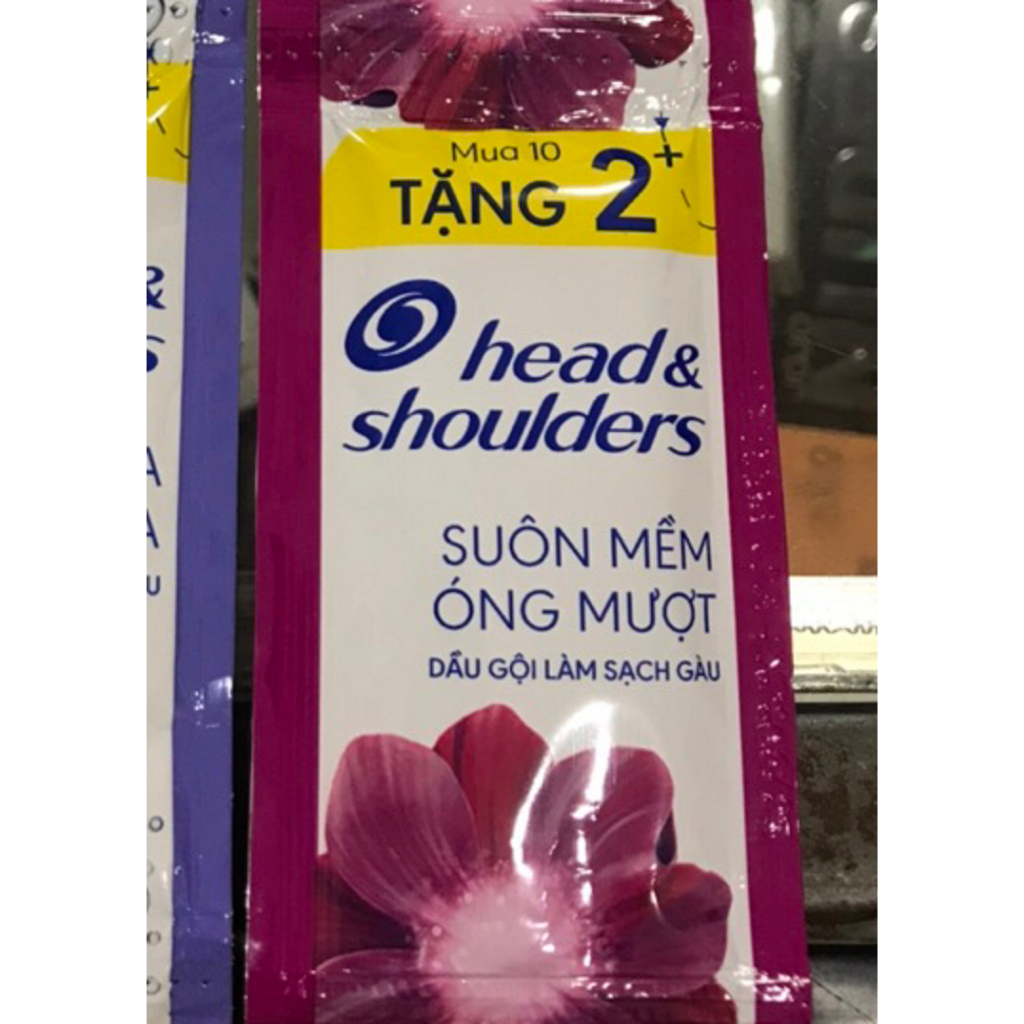 Mua 10
TẶNG 2+
head &
shoulders
SUÔN MỀM
ÓNG MƯỢT
DẦU GỘI LÀM SẠCH GÀU
&
S
A
A
U